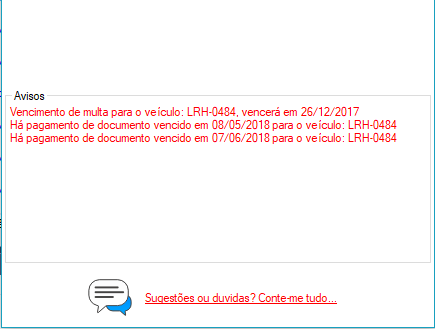 Avisos
Vencimento de multa para o veículo: LRH-0484, vencerá em 26/12/2017
Há pagamento de documento vencido em 08/05/2018 para o veículo: LRH-0484
Há pagamento de documento vencido em 07/06/2018 para o veículo: LRH-0484
Sugestões ou duvidas? Conte-me tudo...